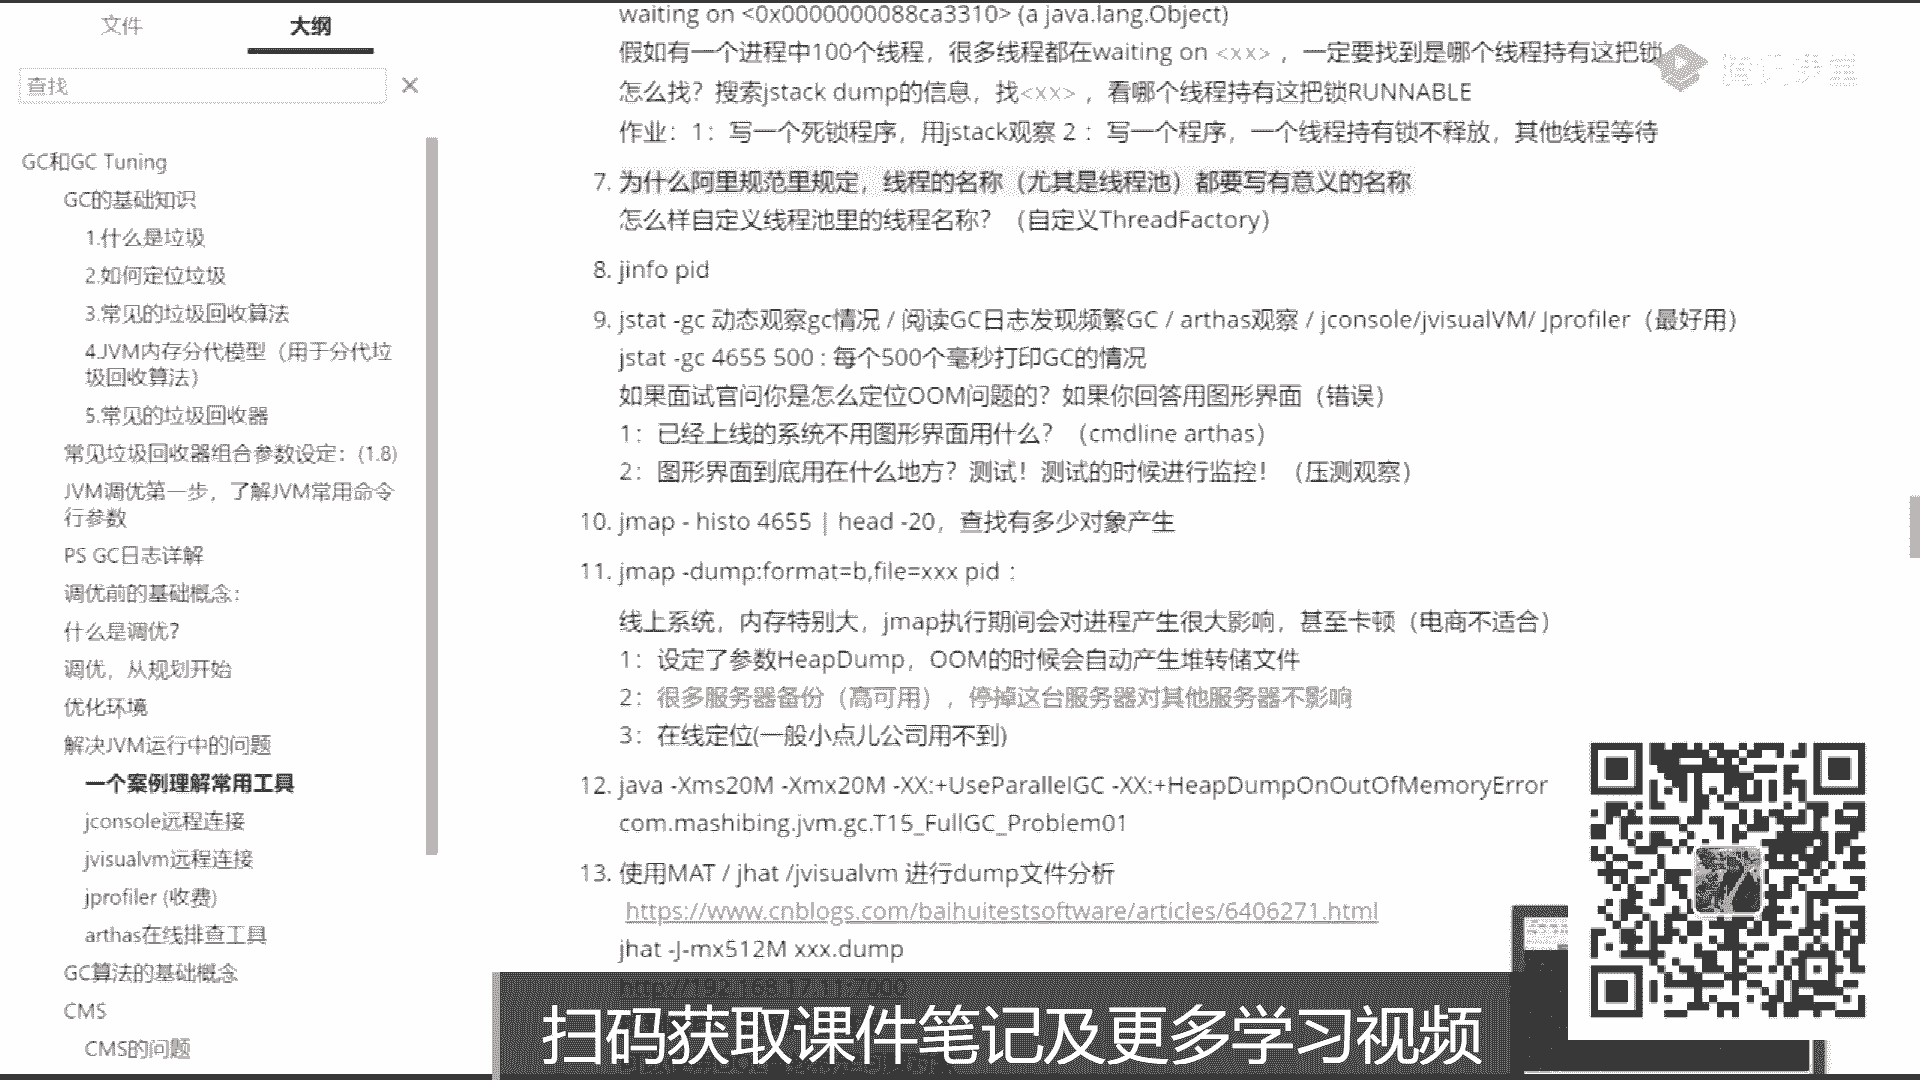 文件
大纲
查找
GC和GC Tuning
GC的基础知识
1.什么是垃圾
2.如何定位垃圾
3.常见的垃圾回收算法
4.JVM内存分代模型（用于分代垃
圾回收算法）
5.常见的垃圾回收器
常见垃圾回收器组合参数设定：(1.8)
JVM调优第一步，了解JVM常用命令
行参数
PS GC日志详解
调优前的基础概念：
什么是调优？
调优，从规划开始
优化环境
解决JVM运行中的问题
一个案例理解常用工具
jconsole远程连接
jvisualvm远程连接
jprofiler (收费)
arthas在线排查工具
GC算法的基础概念
CMS
CMS的问题
waiting on <0x0000000088ca3310> (a java.lang.Object)
假如有一个进程中100个线程，很多线程都在waiting on <xx> ，一定要找到是哪个线程持有这把锁
怎么找？搜索jstack dump的信息，找<xx> ，看哪个线程持有这把锁RUNNABLE
作业：1：写一个死锁程序，用jstack观察 2 ：写一个程序，一个线程持有锁不释放，其他线程等待
7. 为什么阿里规范里规定，线程的名称（尤其是线程池）都要写有意义的名称
怎么样自定义线程池里的线程名称？（自定义ThreadFactory）
8. jinfo pid
9. jstat -gc 动态观察gc情况 / 阅读GC日志发现频繁GC / arthas观察 / jconsole/jvisualVM/ Jprofiler（最好用）
jstat -gc 4655 500 : 每个500个毫秒打印GC的情况
如果面试官问你是怎么定位OOM问题的？如果你回答用图形界面（错误）
1：已经上线的系统不用图形界面用什么？（cmdline arthas）
2：图形界面到底用在什么地方？测试！测试的时候进行监控！（压测观察）
10. jmap - histo 4655 | head -20，查找有多少对象产生
11. jmap -dump:format=b,file=xxx pid ：
线上系统，内存特别大，jmap执行期间会对进程产生很大影响，甚至卡顿（电商不适合）
1：设定了参数HeapDump，OOM的时候会自动产生堆转储文件
2：很多服务器备份（高可用），停掉这台服务器对其他服务器不影响
3：在线定位(一般小点儿公司用不到)
12. java -Xms20M -Xmx20M -XX:+UseParallelGC -XX:+HeapDumpOnOutOfMemoryError
com.mashibing.jvm.gc.T15_FullGC_Problem01
13. 使用MAT / jhat /jvisualvm 进行dump文件分析
https://www.cnblogs.com/baihuitestsoftware/articles/6406271.html
jhat -J-mx512M xxx.dump
http://192.168.17.11:7000
扫码获取课件笔记及更多学习视频